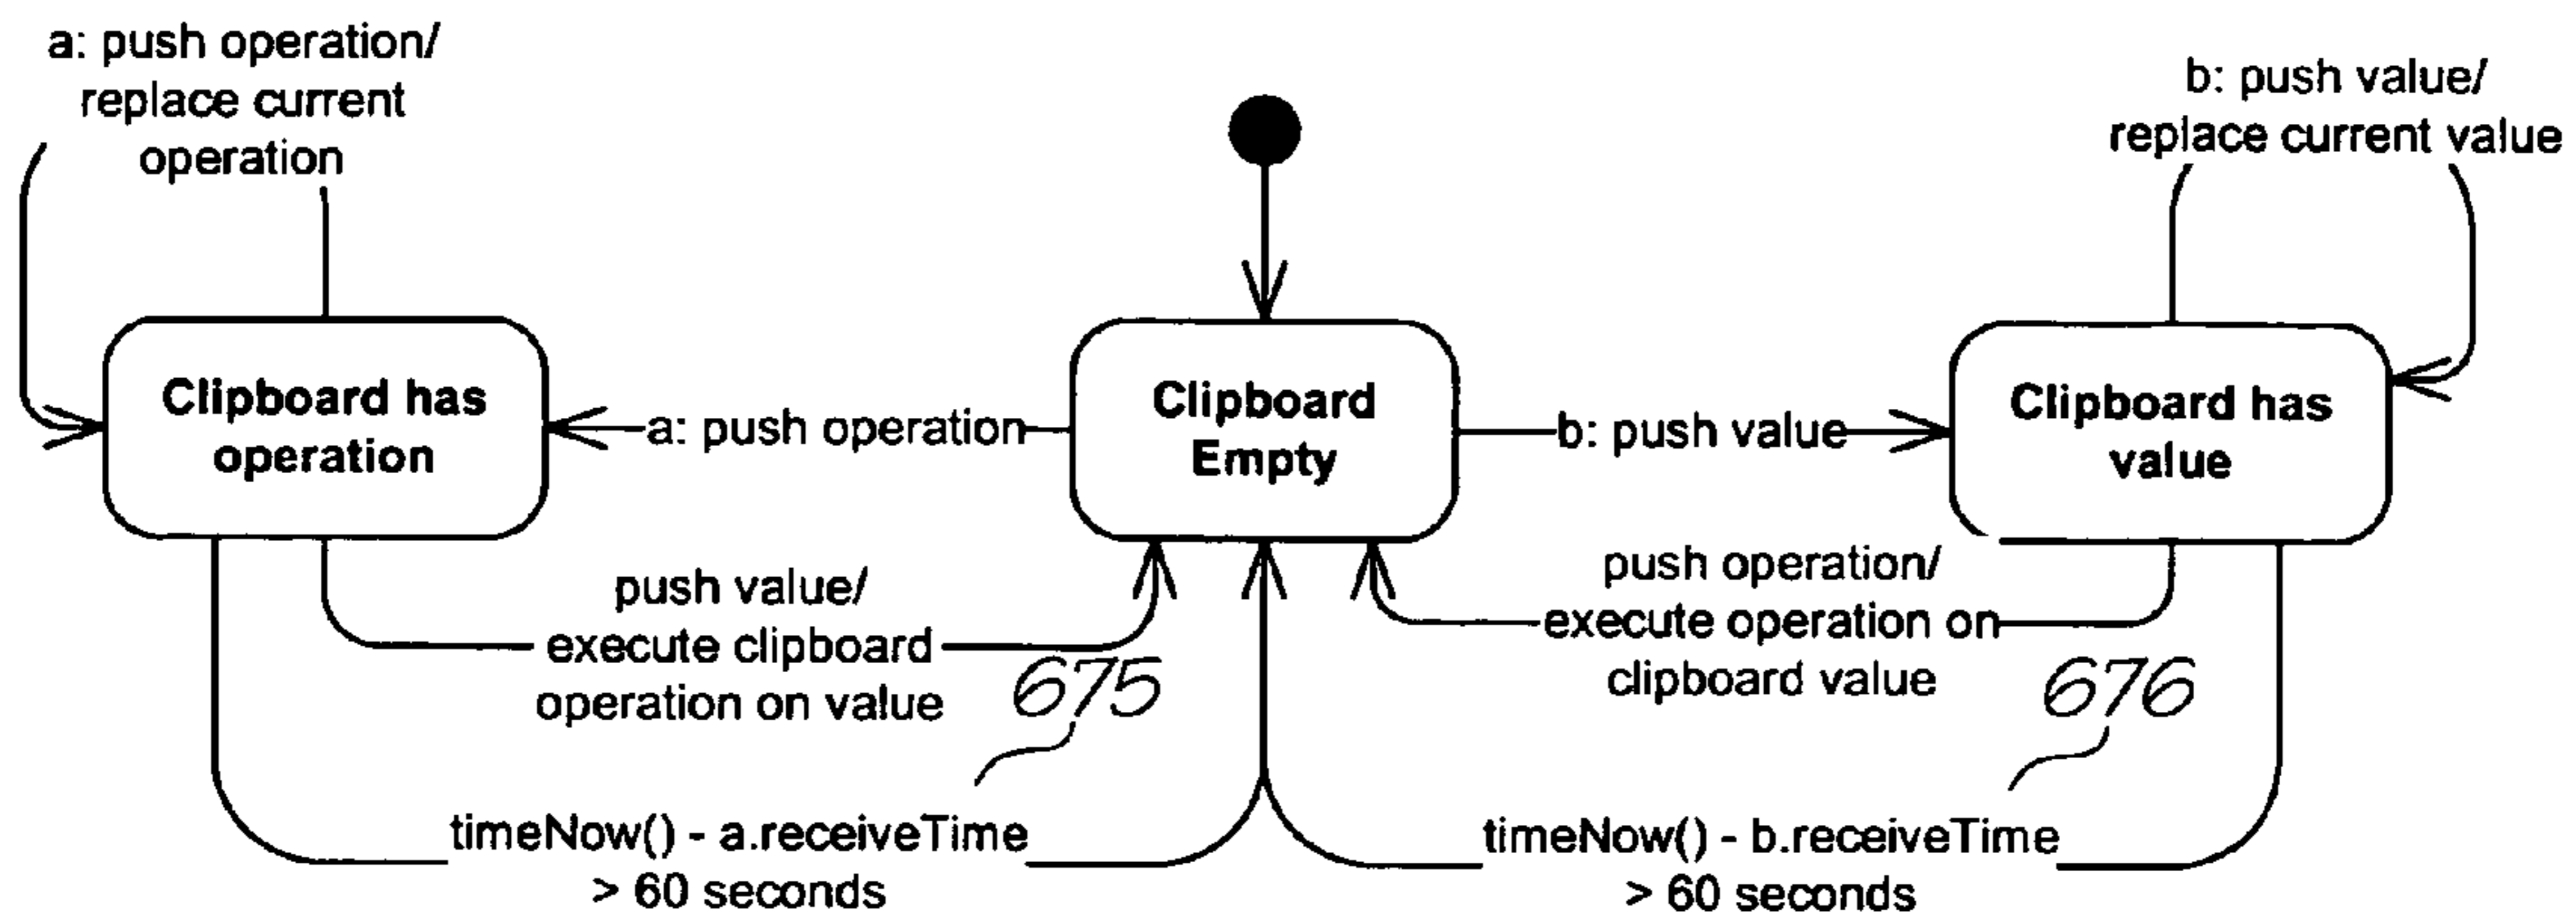 a: push operation/
replace current
operation
b: push value/
replace current value
Clipboard has
operation
a: push operation
Clipboard
Empty
b: push value
Clipboard has
value
push value/
execute clipboard
operation on value
675
push operation/
execute operation on
clipboard value
676
timeNow() - a.receiveTime
> 60 seconds
timeNow() - b.receiveTime
> 60 seconds